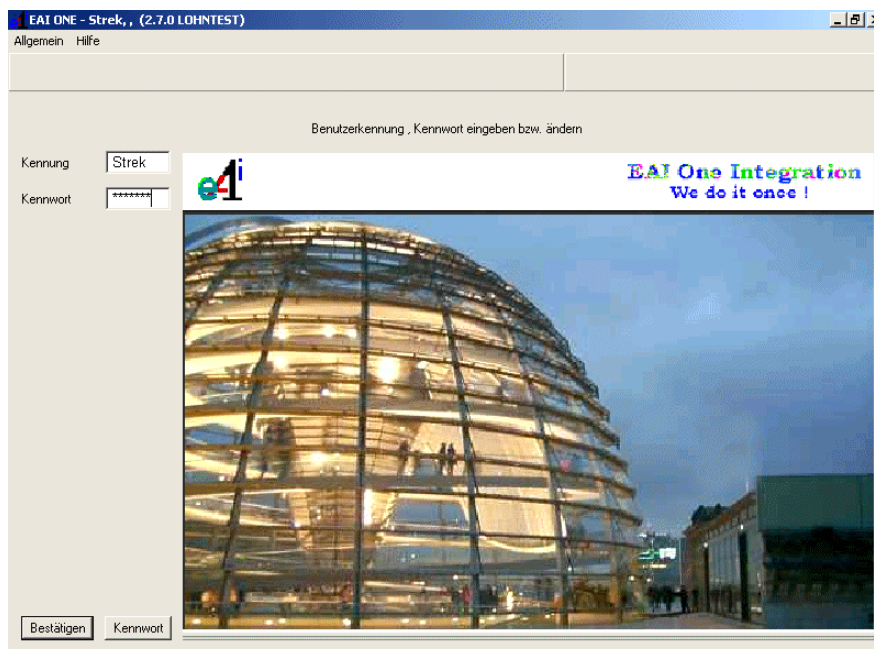 EAI ONE - Strek, , (2.7.0 LOHNTEST)
Allgemein Hilfe
Benutzerkennung , Kennwort eingeben bzw. ändern
Kennung Strek
Kennwort *******
e1i
EAI One Integration
We do it once !
Bestätigen Kennwort